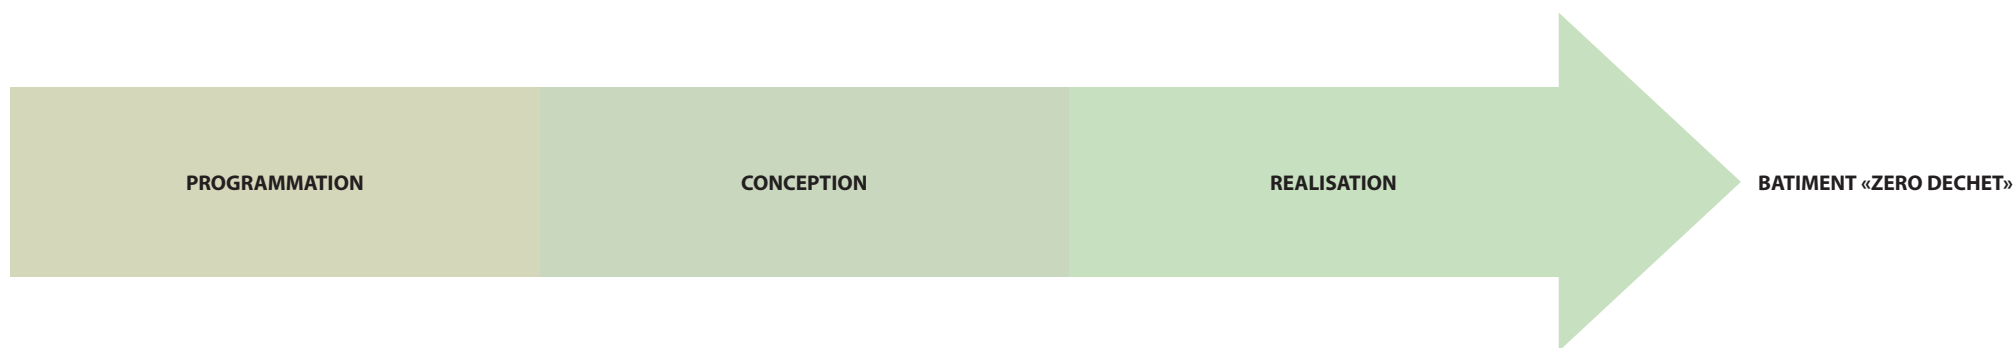 PROGRAMMATION
CONCEPTION
REALISATION
BATIMENT «ZERO DECHET»